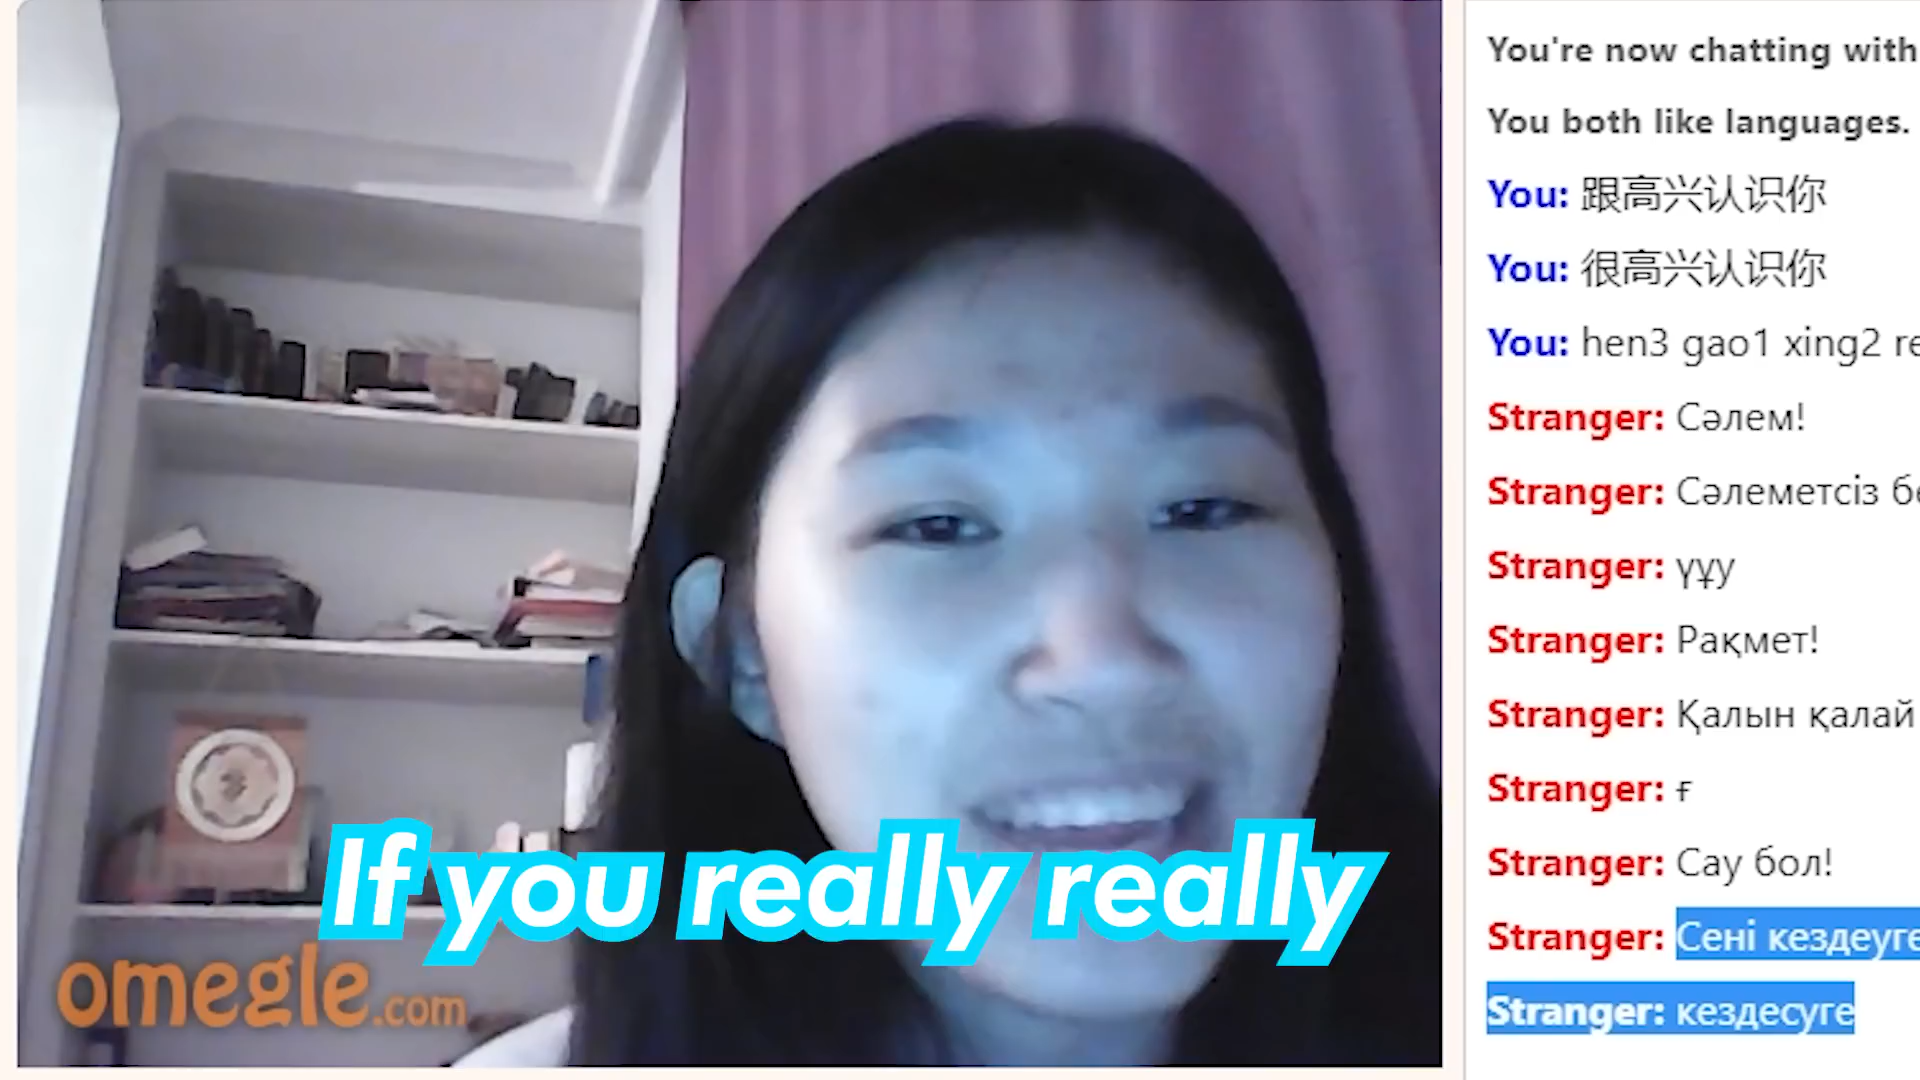 You're now chatting with
You both like languages.
You: 跟高兴认识你
You: 很高兴认识你
You: hen3 gao1 xing2
Stranger: Сәлем!
Stranger: Сәлеметсіз
Stranger: үұу
Stranger: Рақмет!
Stranger: Қалын қалай
Stranger: ғ
Stranger: Сау бол!
Stranger: Сені
Stranger: кездесуге
If you really really
omegle.com